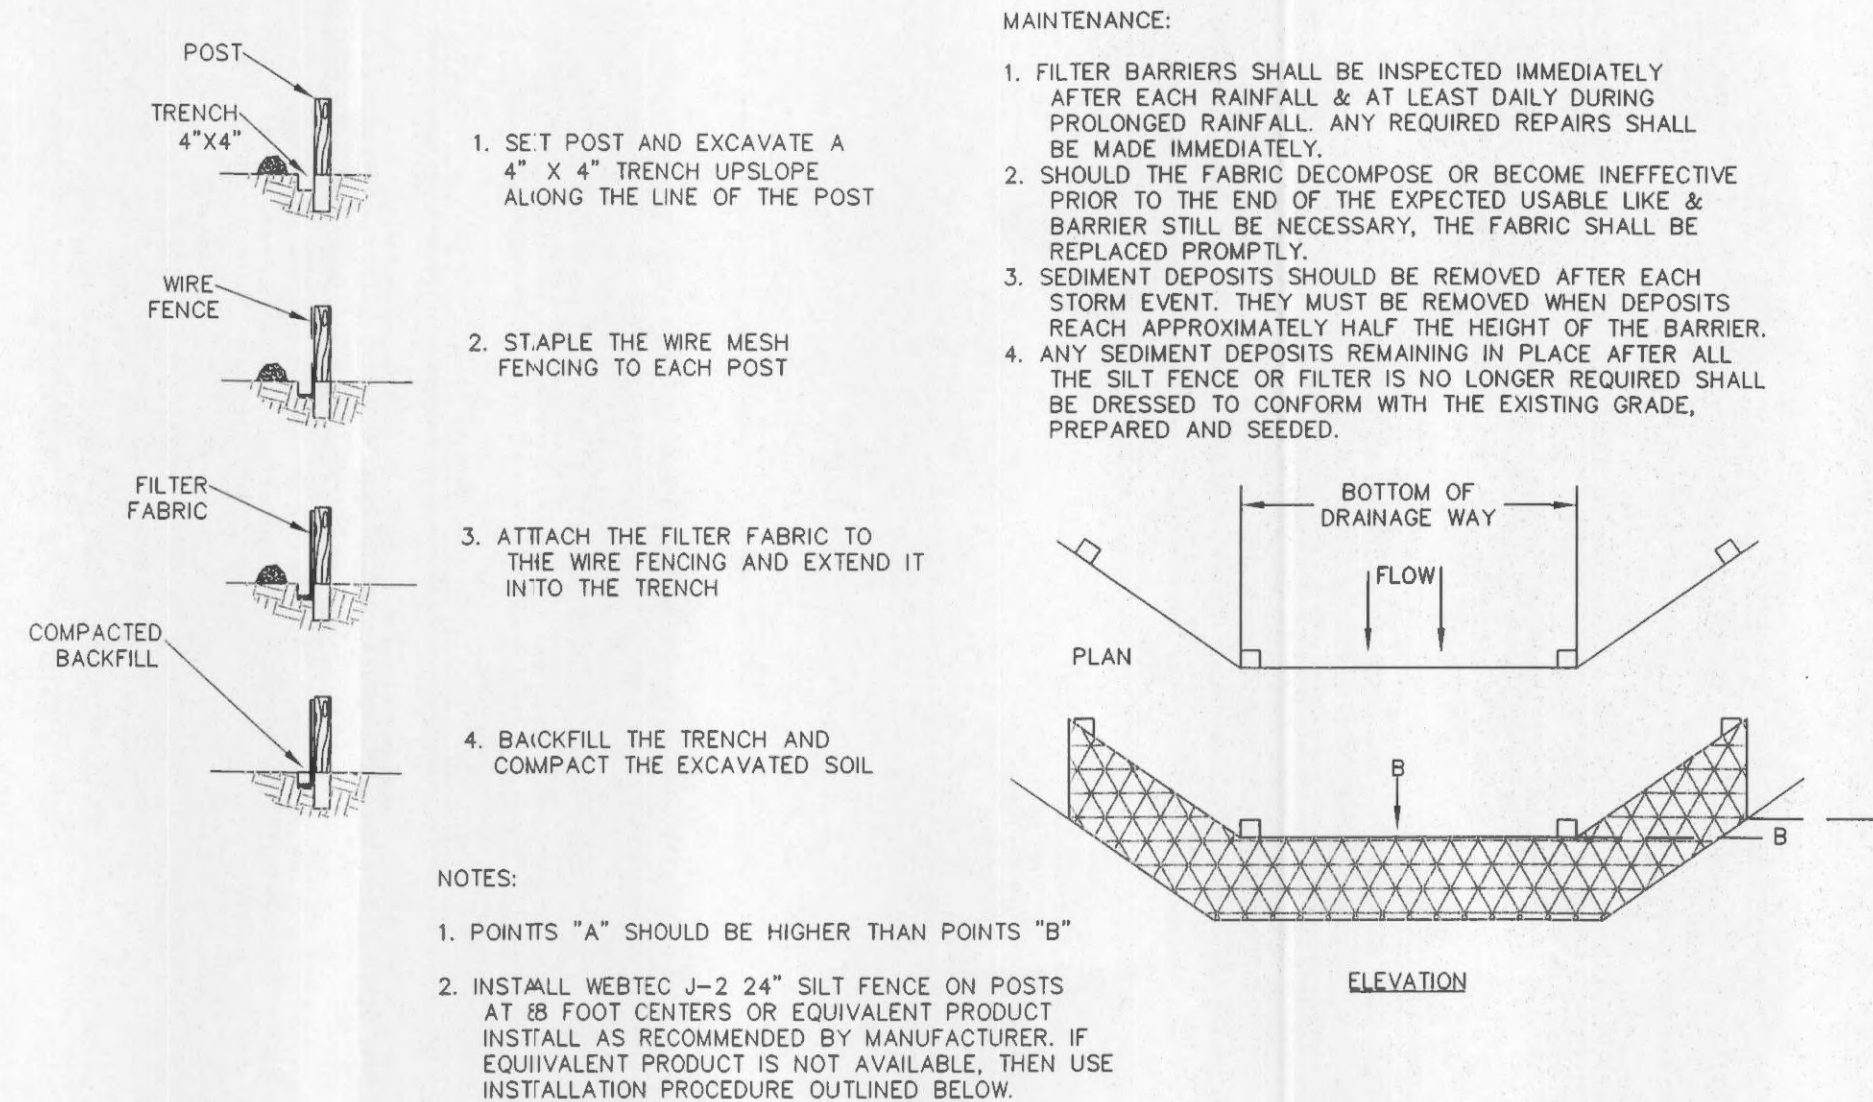 POST
TRENCH
4"X4"
1. SET POST AND EXCAVATE A
4" X 4" TRENCH UPSLOPE
ALONG THE LINE OF THE POST
WIRE
FENCE
2. STAPLE THE WIRE MESH
FENCING TO EACH POST
FILTER
FABRIC
3. ATTACH THE FILTER FABRIC TO
THE WIRE FENCING AND EXTEND IT
INTO THE TRENCH
COMPACTED
BACKFILL
4. BACKFILL THE TRENCH AND
COMPACT THE EXCAVATED SOIL
NOTES:
1. POINTS "A" SHOULD BE HIGHER THAN POINTS "B"
2. INSTALL WEBTEC J-2 24" SILT FENCE ON POSTS
AT 8 FOOT CENTERS OR EQUIVALENT PRODUCT
INSTALL AS RECOMMENDED BY MANUFACTURER. IF
EQUIVALENT PRODUCT IS NOT AVAILABLE, THEN USE
INSTALLATION PROCEDURE OUTLINED BELOW.
MAINTENANCE:
1. FILTER BARRIERS SHALL BE INSPECTED IMMEDIATELY
AFTER EACH RAINFALL & AT LEAST DAILY DURING
PROLONGED RAINFALL. ANY REQUIRED REPAIRS SHALL
BE MADE IMMEDIATELY.
2. SHOULD THE FABRIC DECOMPOSE OR BECOME INEFFECTIVE
PRIOR TO THE END OF THE EXPECTED USABLE LIKE &
BARRIER STILL BE NECESSARY, THE FABRIC SHALL BE
REPLACED PROMPTLY.
3. SEDIMENT DEPOSITS SHOULD BE REMOVED AFTER EACH
STORM EVENT. THEY MUST BE REMOVED WHEN DEPOSITS
REACH APPROXIMATELY HALF THE HEIGHT OF THE BARRIER.
4. ANY SEDIMENT DEPOSITS REMAINING IN PLACE AFTER ALL
THE SILT FENCE OR FILTER IS NO LONGER REQUIRED SHALL
BE DRESSED TO CONFORM WITH THE EXISTING GRADE,
PREPARED AND SEEDED.
BOTTOM OF
DRAINAGE WAY
FLOW
PLAN
B
B
ELEVATION